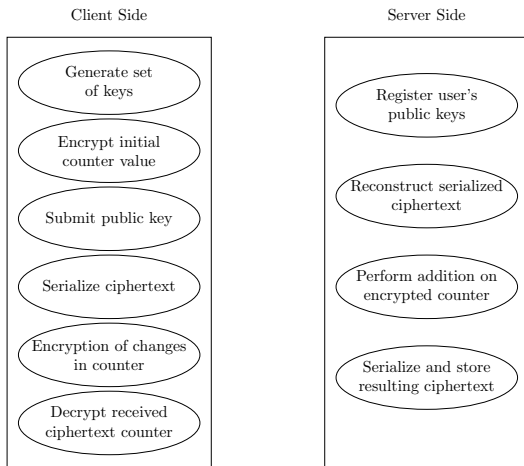 Client Side
Generate set
of keys
Encrypt initial
counter value
Submit public key
Serialize ciphertext
Encryption of changes
in counter
Decrypt received
ciphertext counter
Server Side
Register user's
public keys
Reconstruct serialized
ciphertext
Perform addition on
encrypted counter
Serialize and store
resulting ciphertext